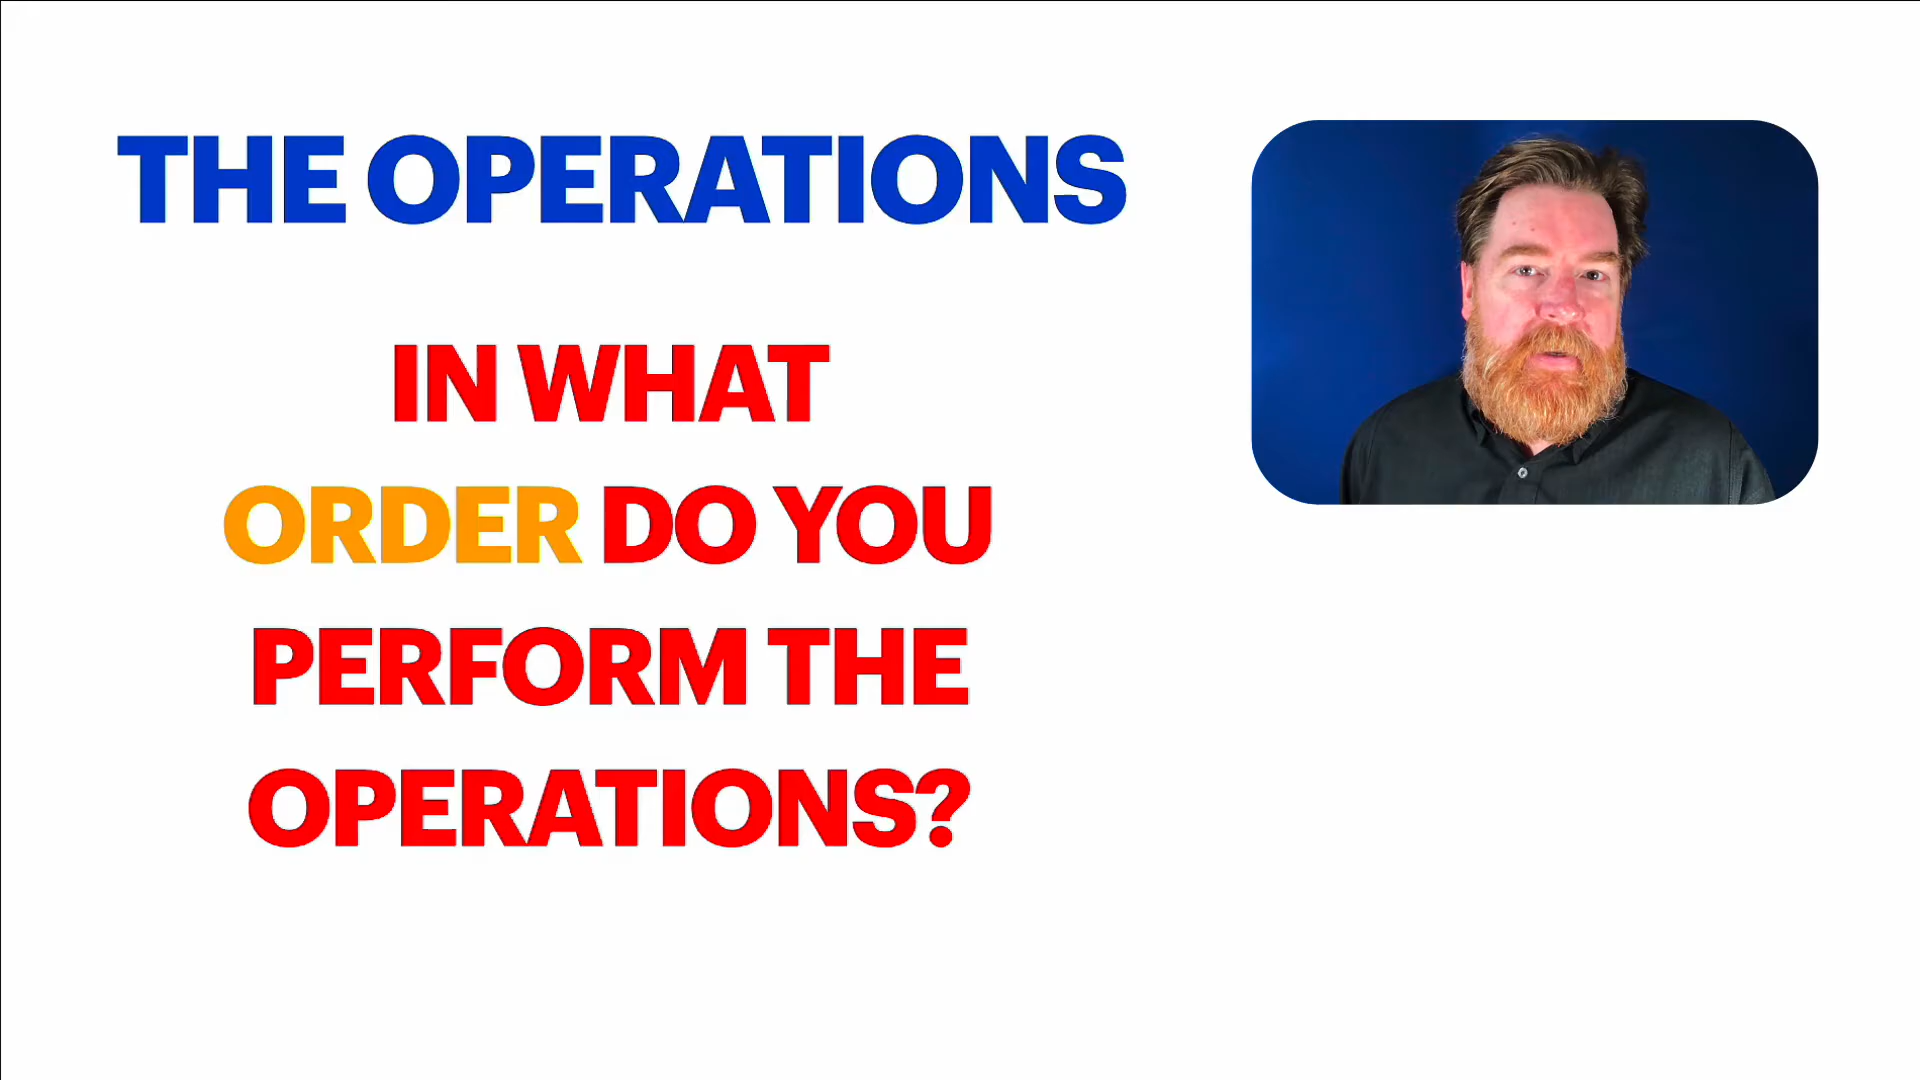 THE OPERATIONS
IN WHAT
ORDER DO YOU
PERFORM THE
OPERATIONS?